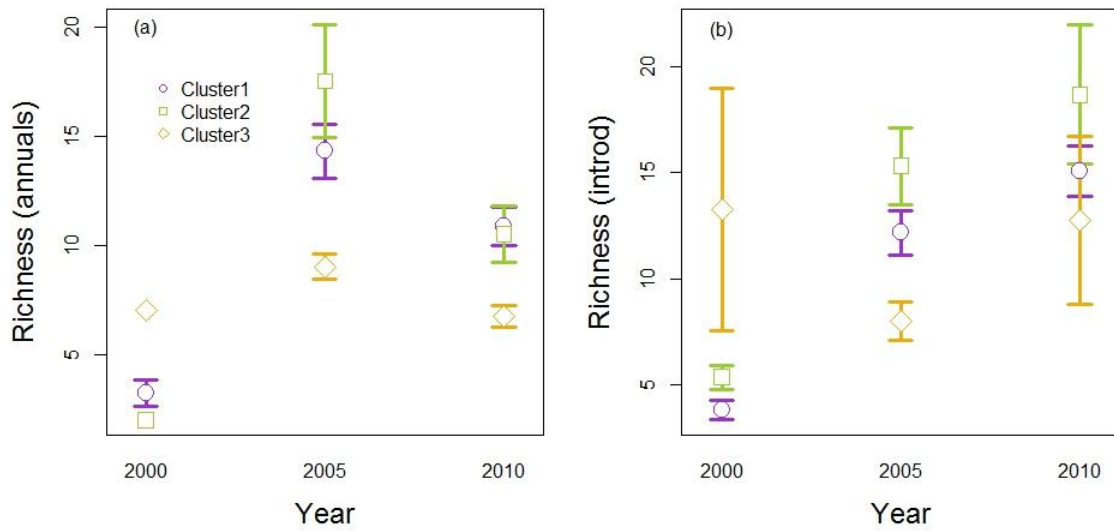 (a)
Cluster1
Cluster2
Cluster3
Richness (annuals)
20
15
10
5
2000 2005 2010
Year
(b)
Richness (introd)
20
15
10
5
2000 2005 2010
Year